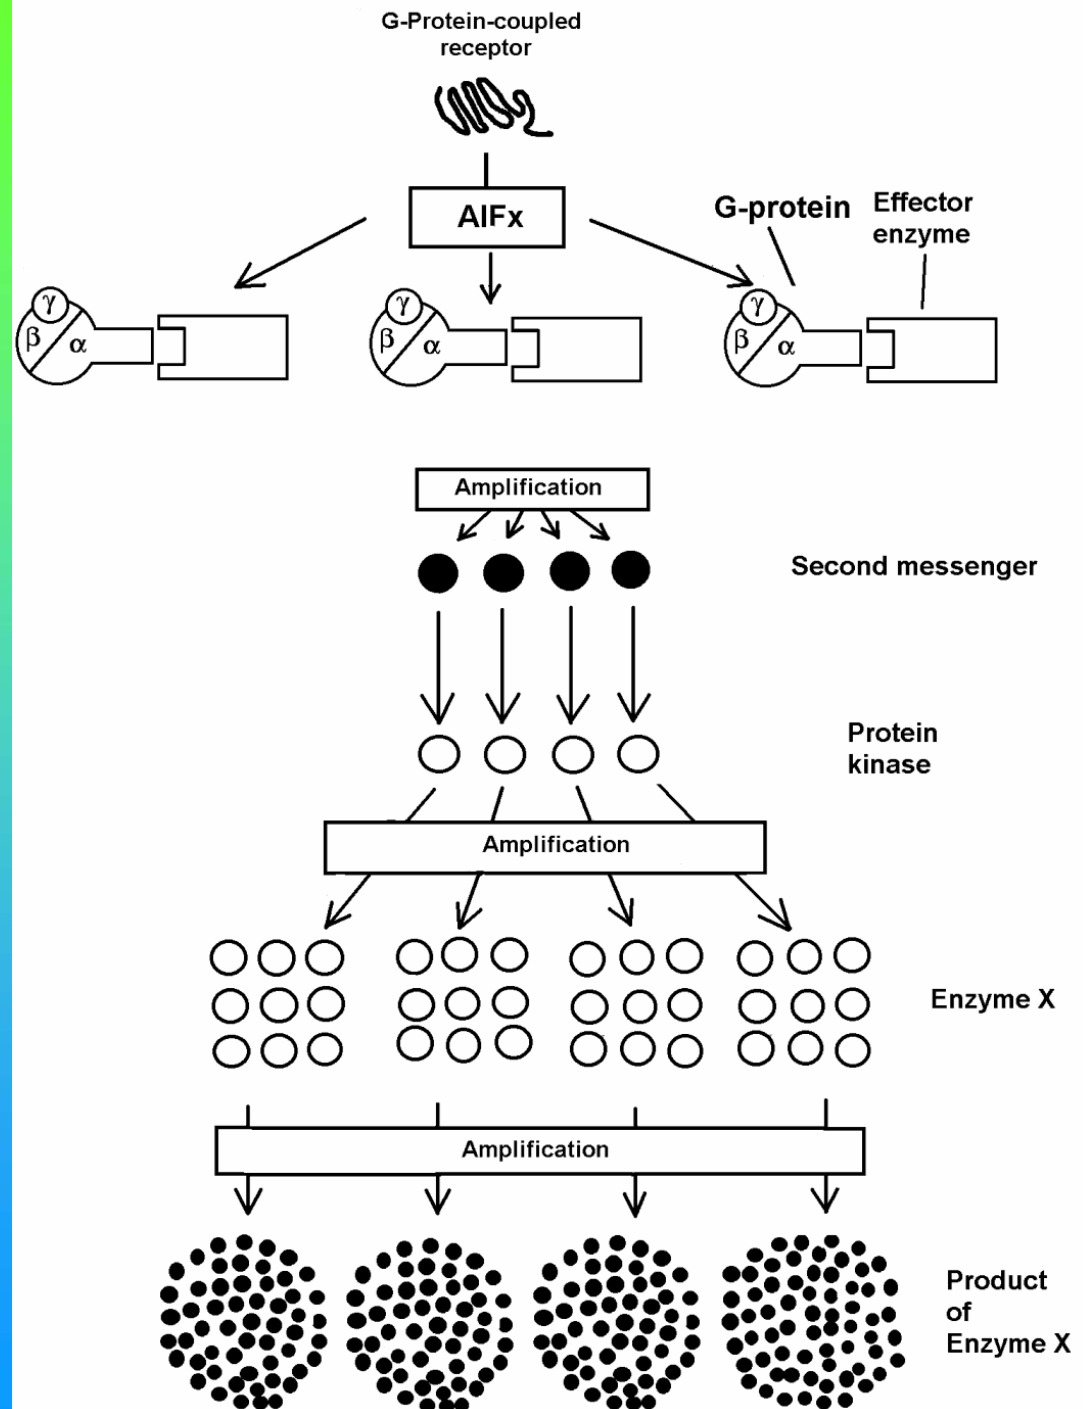 G-Protein-coupled
receptor
AlFx
G-protein
Effector
enzyme
γ
β
α
γ
β
α
γ
β
α
Amplification
Second messenger
Protein
kinase
Amplification
Enzyme X
Amplification
Product
of
Enzyme X